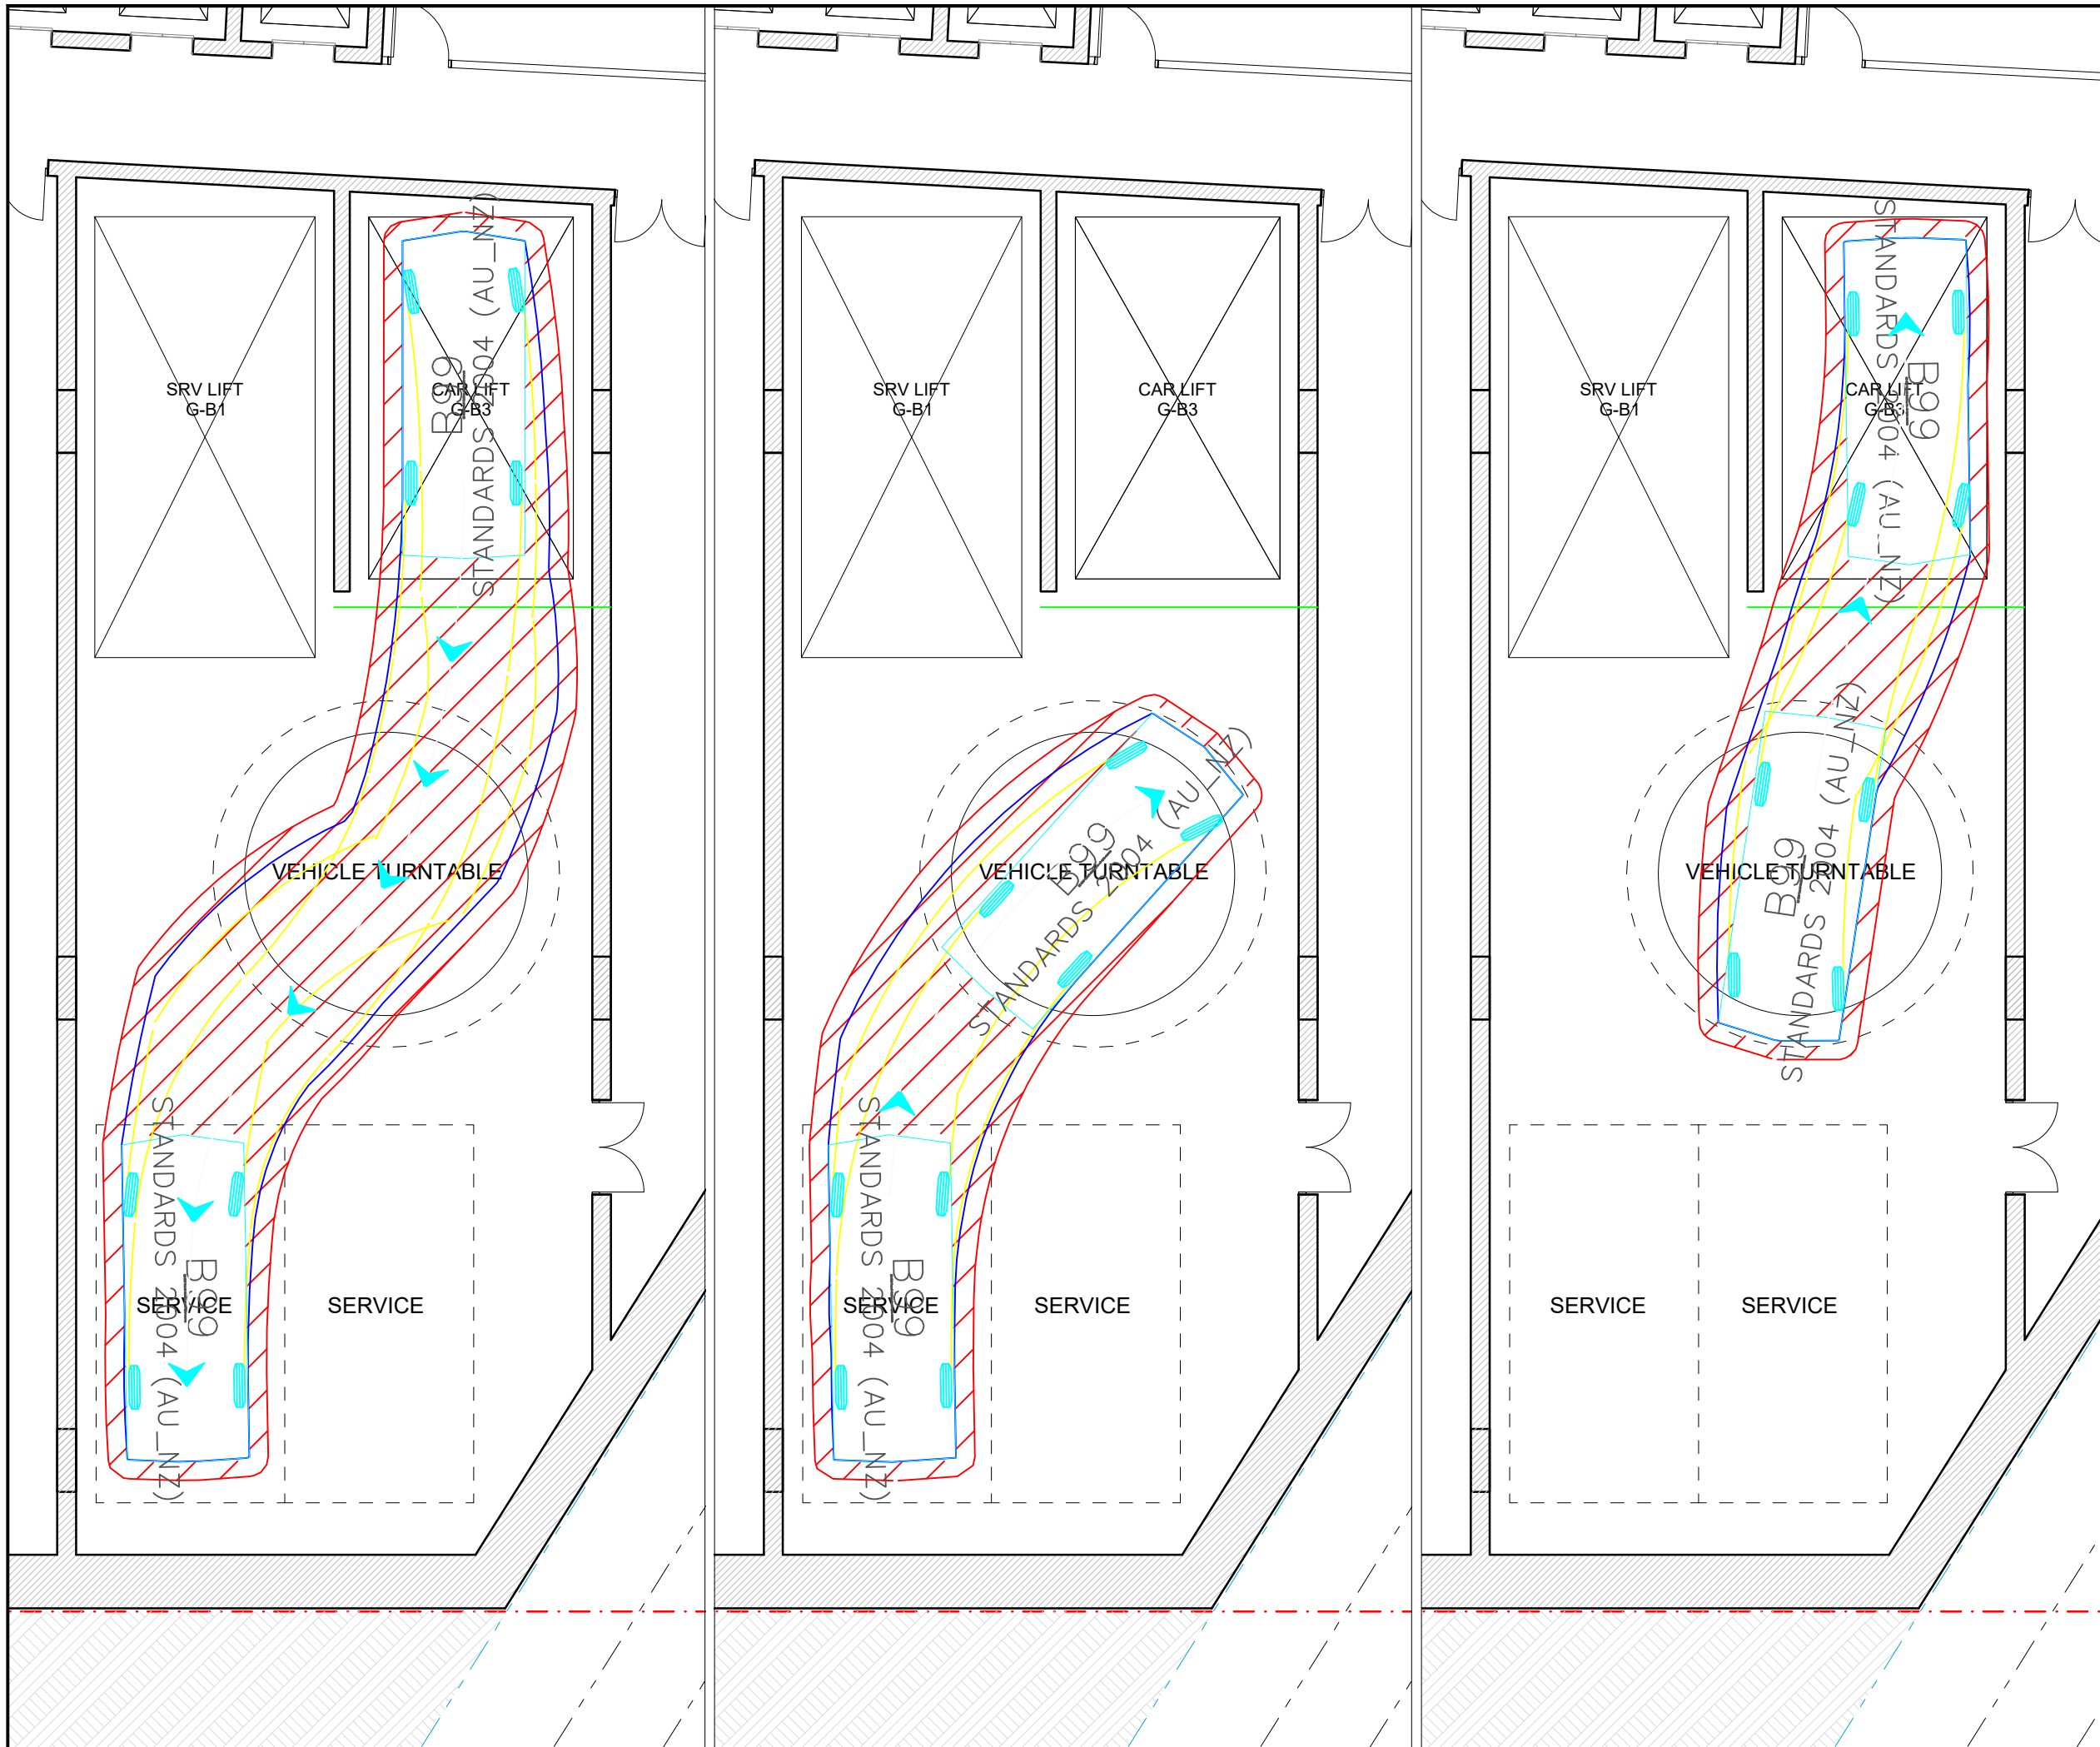 SRV LIFT
G-B1
CAR LIFT
G-B3
B99
STANDARDS 2004 (AU_NZ)
VEHICLE TURNTABLE
B99
STANDARDS 2004 (AU_NZ)
SERVICE
SERVICE
SRV LIFT
G-B1
CAR LIFT
G-B3
VEHICLE TURNTABLE
B99
STANDARDS 2004 (AU_NZ)
B99
STANDARDS 2004 (AU_NZ)
SERVICE
SERVICE
SRV LIFT
G-B1
CAR LIFT
G-B3
B99
STANDARDS 2004 (AU_NZ)
VEHICLE TURNTABLE
B99
STANDARDS 2004 (AU_NZ)
SERVICE
SERVICE